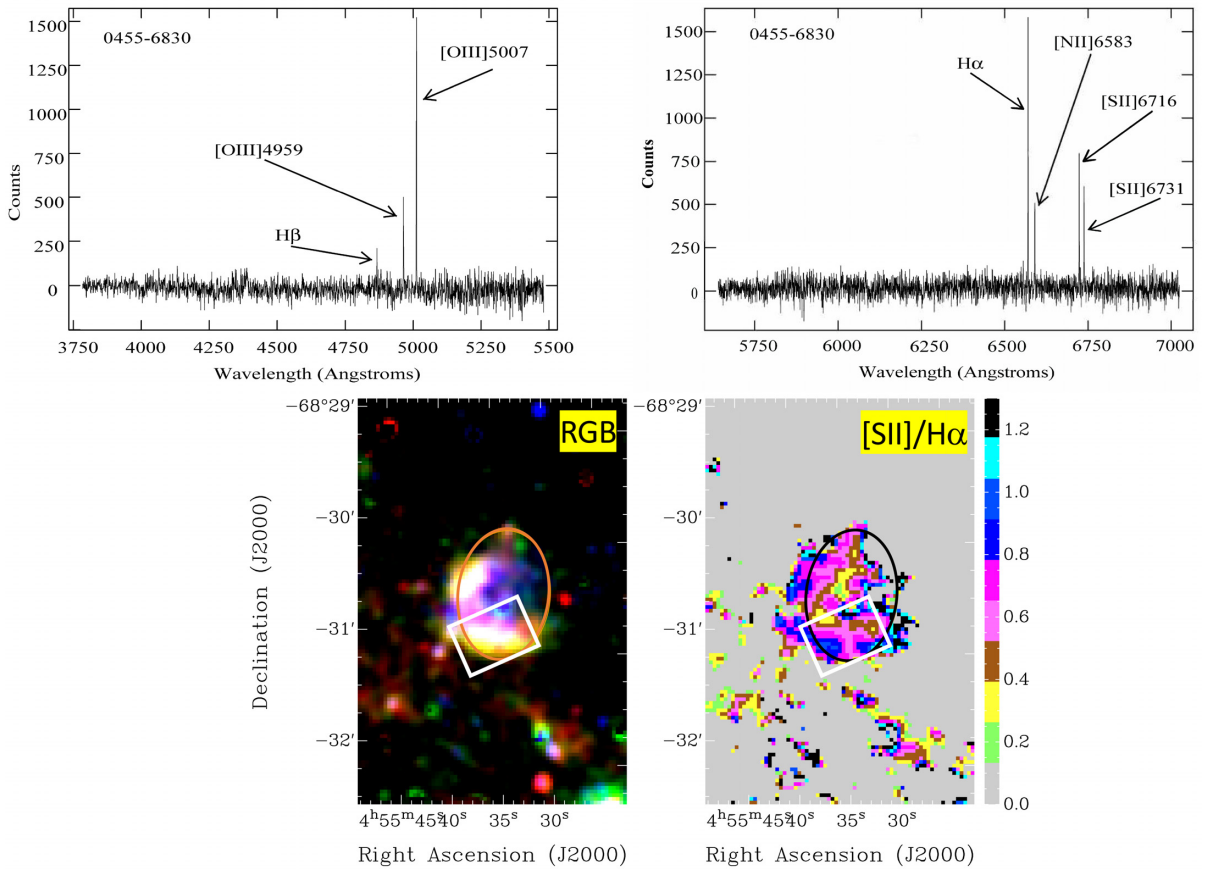 0455-6830
[OIII]5007
[OIII]4959
Hβ
1500
1250
1000
750
500
250
0
Counts
3750 4000 4250 4500 4750 5000 5250 5500
Wavelength (Angstroms)
0455-6830
Hα
[NII]6583
[SII]6716
[SII]6731
1500
1250
1000
750
500
250
0
Counts
5750 6000 6250 6500 6750 7000
Wavelength (Angstroms)
RGB
−68°29′
−30′
−31′
−32′
Declination (J2000)
4h55m45s 40s 35s 30s
Right Ascension (J2000)
[SII]/Hα
−68°29′
−30′
−31′
−32′
4h55m45s 40s 35s 30s
Right Ascension (J2000)
1.2
1.0
0.8
0.6
0.4
0.2
0.0